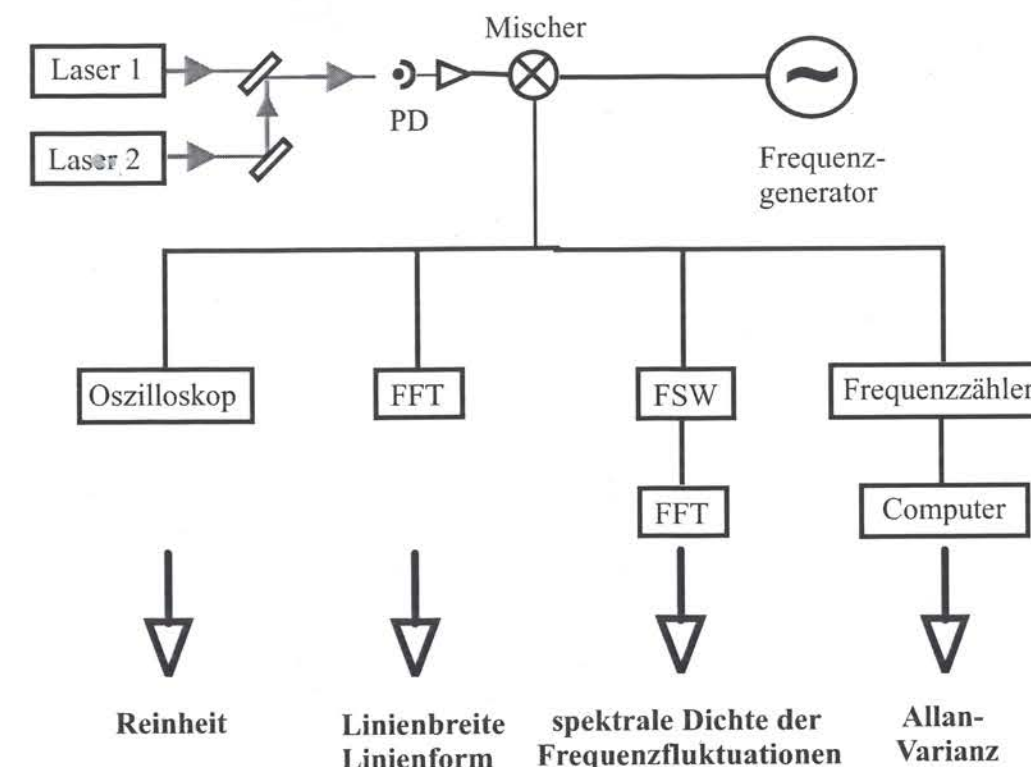 Mischer
Laser 1
PD
Laser 2
~
Frequenz-
generator
Oszilloskop
FFT
FSW
Frequenzzähler
FFT
Computer
Reinheit
Linienbreite
Linienform
spektrale Dichte der
Frequenzfluktuationen
Allan-
Varianz